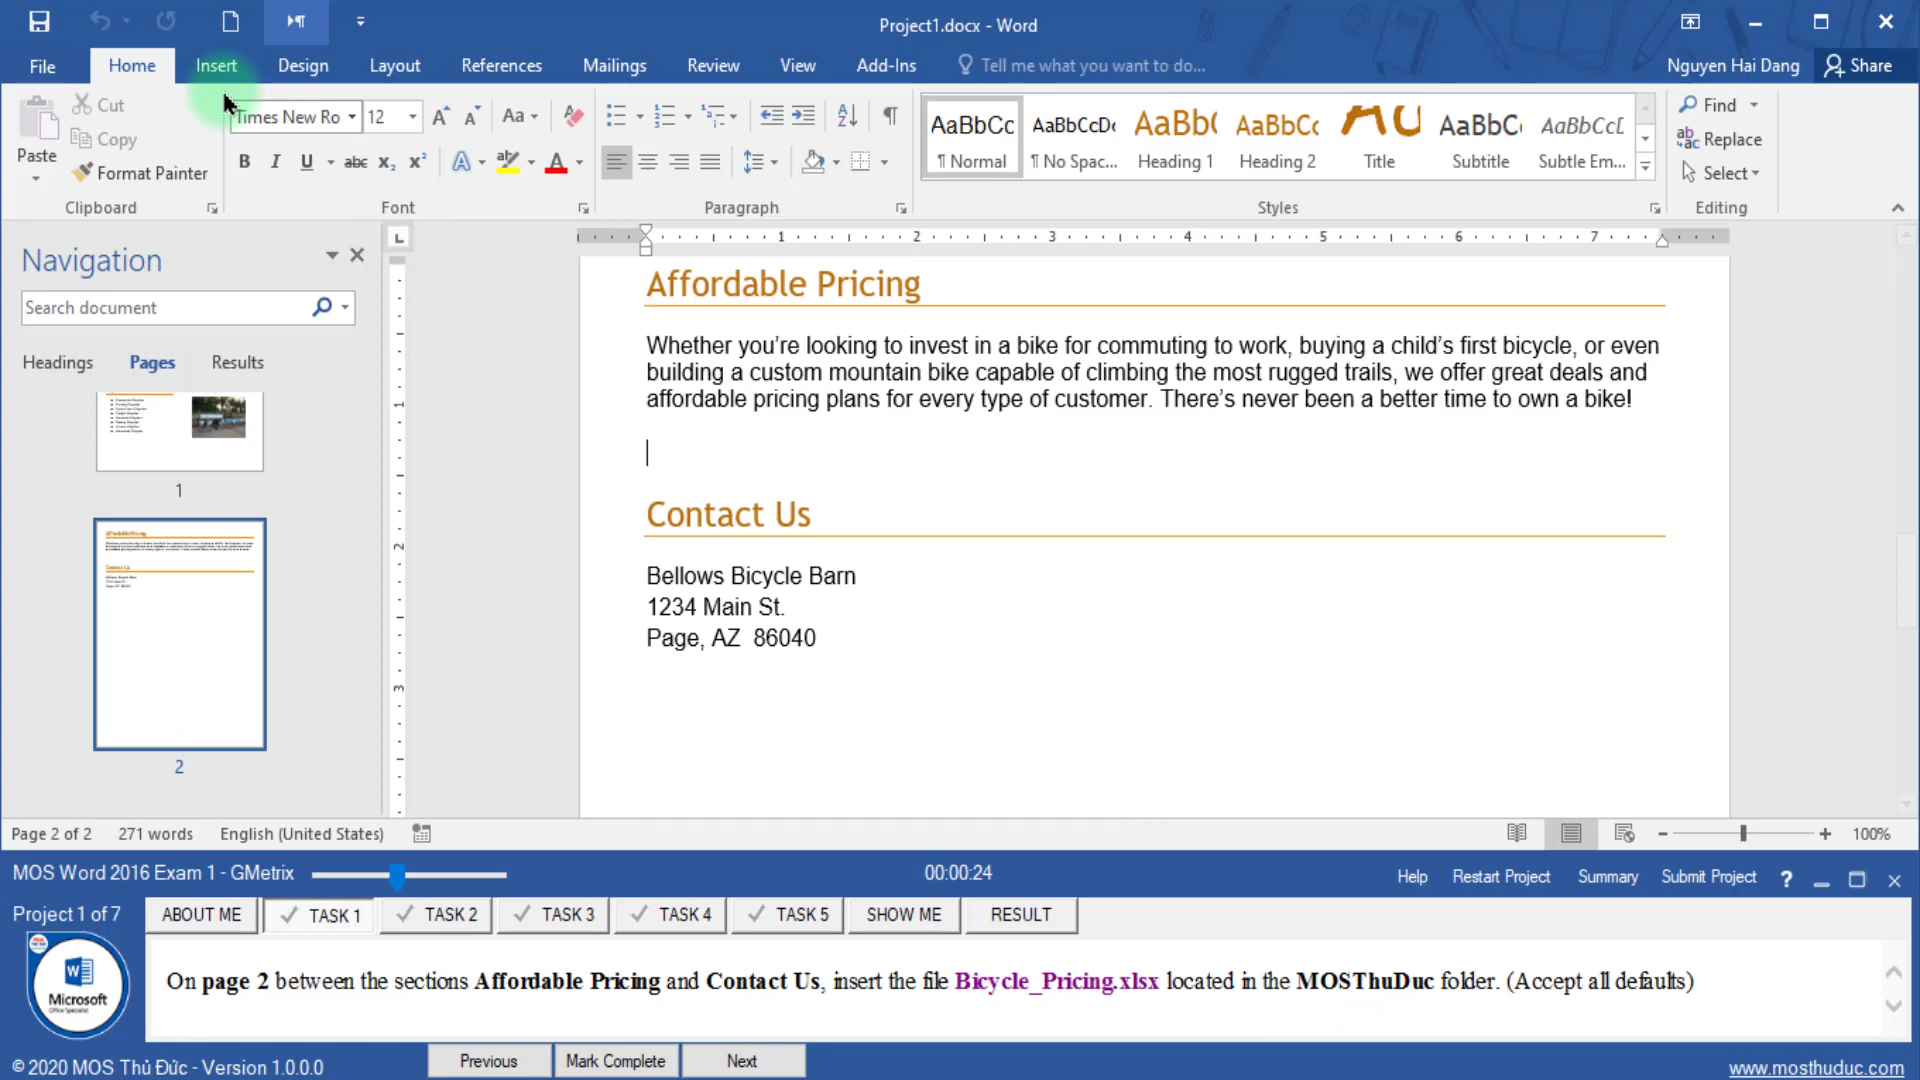 Project1.docx - Word
File Home Insert Design Layout References Mailings Review View Add-Ins Tell me what you want to do... Nguyen Hai Dang Share
Paste Cut Copy Format Painter
Clipboard
Times New Ro 12
Font
Paragraph
AaBbCc AaBbCcDc AaBb( AaBbCc AaBbC AaBbCcL
¶ Normal ¶ No Spac... Heading 1 Heading 2 Title Subtitle Subtle Em...
Styles
Find Replace Select
Editing
Navigation
Search document
Headings Pages Results
1
2
1 2 3 4 5 6 7
Affordable Pricing
Whether you're looking to invest in a bike for commuting to work, buying a child's first bicycle, or even
building a custom mountain bike capable of climbing the most rugged trails, we offer great deals and
affordable pricing plans for every type of customer. There's never been a better time to own a bike!
Contact Us
Bellows Bicycle Barn
1234 Main St.
Page, AZ  86040
Page 2 of 2 271 words English (United States) 100%
MOS Word 2016 Exam 1 - GMetrix 00:00:24 Help Restart Project Summary Submit Project ?
Project 1 of 7 ABOUT ME TASK 1 TASK 2 TASK 3 TASK 4 TASK 5 SHOW ME RESULT
On page 2 between the sections Affordable Pricing and Contact Us, insert the file Bicycle_Pricing.xlsx located in the MOSThuDuc folder. (Accept all defaults)
Microsoft
Office Specialist
© 2020 MOS Thủ Đức - Version 1.0.0.0 Previous Mark Complete Next www.mosthuduc.com